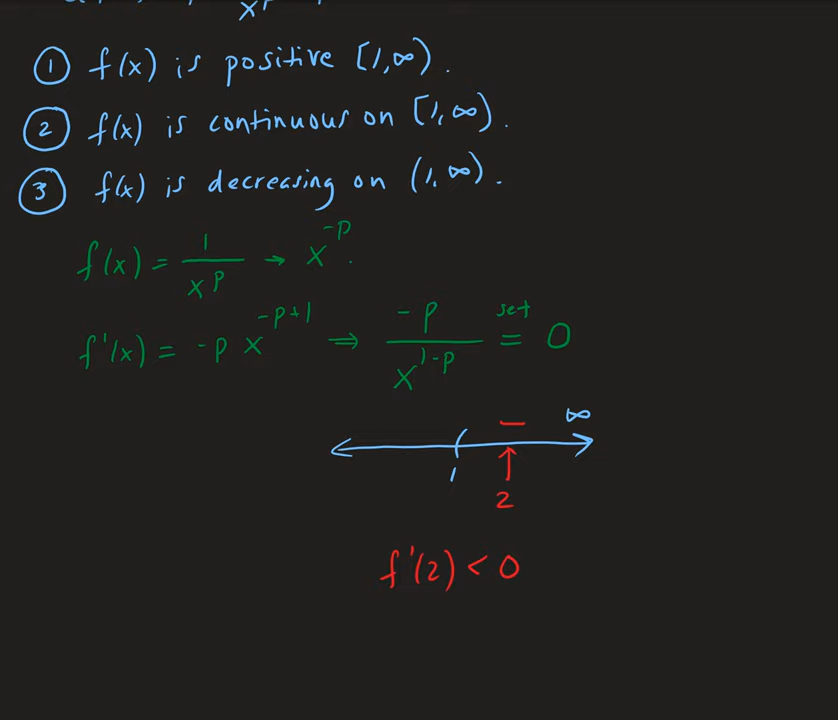 x^p
① f(x) is positive [1,∞).
② f(x) is continuous on [1,∞).
③ f(x) is decreasing on (1,∞).
f(x) = 1/x^p → x^-p.
f'(x) = -p x^-p+1 ⇒ -p/x^1-p set = 0
— ∞
( 
1 2
f'(2) < 0